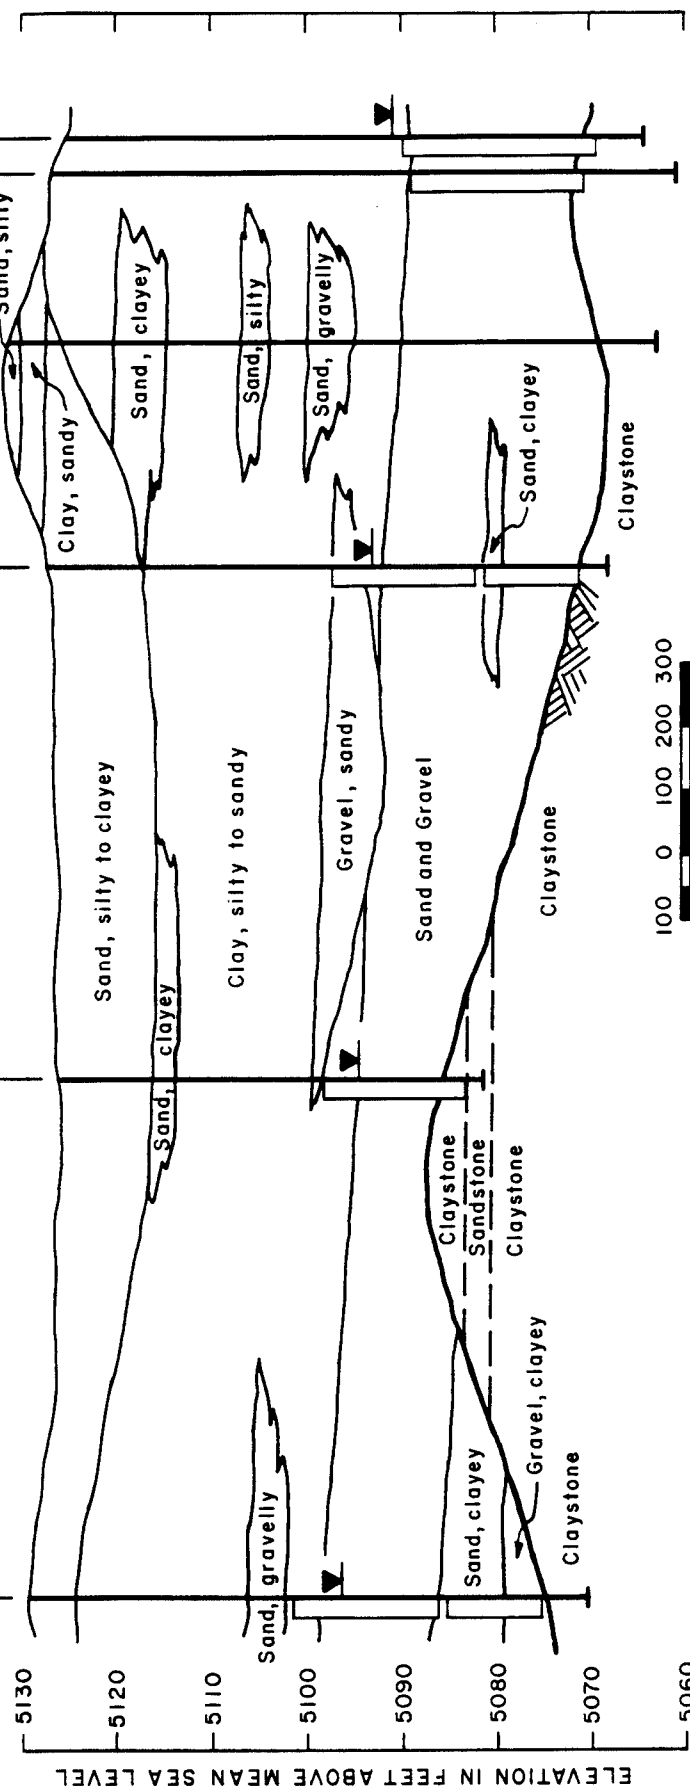 ELEVATION IN FEET ABOVE MEAN SEA LEVEL
5130
5120
5110
5100
5090
5080
5070
5060
Sand, silty
Clay, sandy
Sand, silty to clayey
Sand, clayey
Sand, clayey
Clay, silty to sandy
Sand, silty
Sand, gravelly
Sand, gravelly
Gravel, sandy
Sand and Gravel
Sand, clayey
Sand, clayey
Gravel, clayey
Claystone
Sandstone
Claystone
Claystone
Claystone
Claystone
100 0 100 200 300